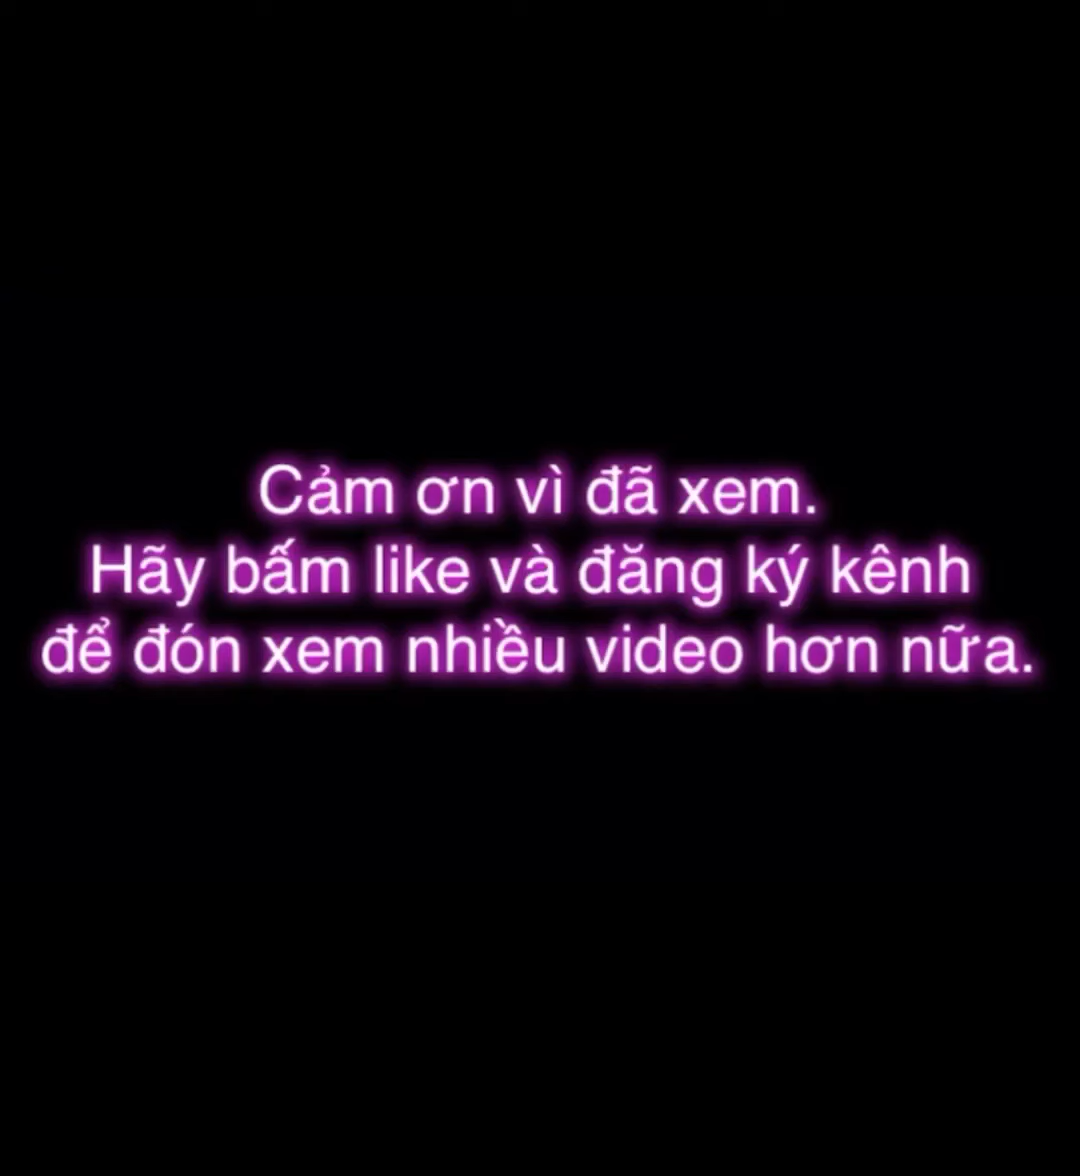 Cảm ơn vì đã xem.
Hãy bấm like và đăng ký kênh
để đón xem nhiều video hơn nữa.